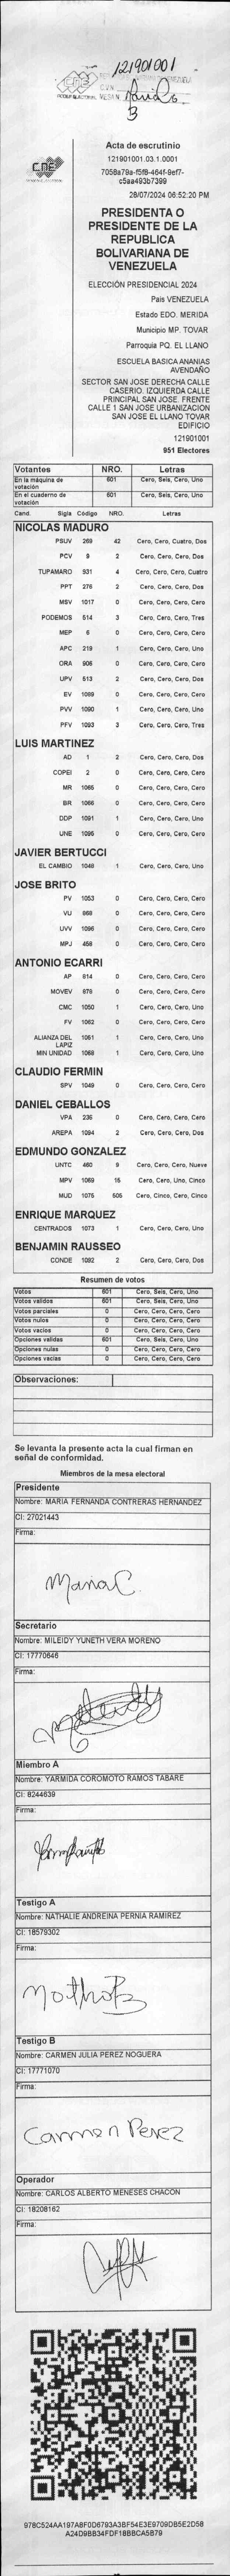 121901001
CNE
PODER ELECTORAL
3
CNE
Acta de escrutinio
121901001.03.1.0001
7058a79a-f5f8-464f-9ef7-
c5aa493b7399
28/07/2024 06:52:20 PM
PRESIDENTA O
PRESIDENTE DE LA
REPUBLICA
BOLIVARIANA DE
VENEZUELA
ELECCIÓN PRESIDENCIAL 2024
Pais VENEZUELA
Estado EDO. MERIDA
Municipio MP. TOVAR
Parroquia PQ. EL LLANO
ESCUELA BASICA ANANIAS
AVENDAÑO
SECTOR SAN JOSE DERECHA CALLE
CASERIO. IZQUIERDA CALLE
PRINCIPAL SAN JOSE. FRENTE
CALLE 1 SAN JOSE URBANIZACION
SAN JOSE EL LLANO TOVAR
EDIFICIO
121901001
951 Electores
Votantes NRO. Letras
En la máquina de votación 601 Cero, Seis, Cero, Uno
En el cuaderno de votación 601 Cero, Seis, Cero, Uno
Cand. Sigla Código NRO. Letras
NICOLAS MADURO
PSUV 269 42 Cero, Cero, Cuatro, Dos
PCV 9 2 Cero, Cero, Cero, Dos
TUPAMARO 931 4 Cero, Cero, Cero, Cuatro
PPT 276 2 Cero, Cero, Cero, Dos
MSV 1017 0 Cero, Cero, Cero, Cero
PODEMOS 514 3 Cero, Cero, Cero, Tres
MEP 6 0 Cero, Cero, Cero, Cero
APC 219 1 Cero, Cero, Cero, Uno
ORA 906 0 Cero, Cero, Cero, Cero
UPV 513 2 Cero, Cero, Cero, Dos
EV 1089 0 Cero, Cero, Cero, Cero
PVV 1090 1 Cero, Cero, Cero, Uno
PFV 1093 3 Cero, Cero, Cero, Tres
LUIS MARTINEZ
AD 1 2 Cero, Cero, Cero, Dos
COPEI 2 0 Cero, Cero, Cero, Cero
MR 1065 0 Cero, Cero, Cero, Cero
BR 1066 0 Cero, Cero, Cero, Cero
DDP 1091 1 Cero, Cero, Cero, Uno
UNE 1095 0 Cero, Cero, Cero, Cero
JAVIER BERTUCCI
EL CAMBIO 1048 1 Cero, Cero, Cero, Uno
JOSE BRITO
PV 1053 0 Cero, Cero, Cero, Cero
VU 868 0 Cero, Cero, Cero, Cero
UVV 1096 0 Cero, Cero, Cero, Cero
MPJ 458 0 Cero, Cero, Cero, Cero
ANTONIO ECARRI
AP 814 0 Cero, Cero, Cero, Cero
MOVEV 879 0 Cero, Cero, Cero, Cero
CMC 1050 1 Cero, Cero, Cero, Uno
FV 1062 0 Cero, Cero, Cero, Cero
ALIANZA DEL LAPIZ 1061 1 Cero, Cero, Cero, Uno
MIN UNIDAD 1068 1 Cero, Cero, Cero, Uno
CLAUDIO FERMIN
SPV 1049 0 Cero, Cero, Cero, Cero
DANIEL CEBALLOS
VPA 235 0 Cero, Cero, Cero, Cero
AREPA 1094 2 Cero, Cero, Cero, Dos
EDMUNDO GONZALEZ
UNTC 460 9 Cero, Cero, Cero, Nueve
MPV 1069 15 Cero, Cero, Uno, Cinco
MUD 1075 505 Cero, Cinco, Cero, Cinco
ENRIQUE MARQUEZ
CENTRADOS 1073 1 Cero, Cero, Cero, Uno
BENJAMIN RAUSSEO
CONDE 1092 2 Cero, Cero, Cero, Dos
Resumen de votos
Votos 601 Cero, Seis, Cero, Uno
Votos validos 601 Cero, Seis, Cero, Uno
Votos parciales 0 Cero, Cero, Cero, Cero
Votos nulos 0 Cero, Cero, Cero, Cero
Votos vacios 0 Cero, Cero, Cero, Cero
Opciones validas 601 Cero, Seis, Cero, Uno
Opciones nulas 0 Cero, Cero, Cero, Cero
Opciones vacias 0 Cero, Cero, Cero, Cero
Observaciones:
Se levanta la presente acta la cual firman en
señal de conformidad.
Miembros de la mesa electoral
Presidente
Nombre: MARIA FERNANDA CONTRERAS HERNANDEZ
CI: 27021443
Firma:
Maria C.
Secretario
Nombre: MILEIDY YUNETH VERA MORENO
CI: 17770646
Firma:
Miembro A
Nombre: YARMIDA COROMOTO RAMOS TABARE
CI: 8244639
Firma:
Testigo A
Nombre: NATHALIE ANDREINA PERNIA RAMIREZ
CI: 18579302
Firma:
Testigo B
Nombre: CARMEN JULIA PEREZ NOGUERA
CI: 17771070
Firma:
Carmen Perez
Operador
Nombre: CARLOS ALBERTO MENESES CHACON
CI: 18208162
Firma:
978C524AA197A8F0D6793A3BF54E3E9709DB5E2D58
A24D9BB34FDF18BBCA5B79